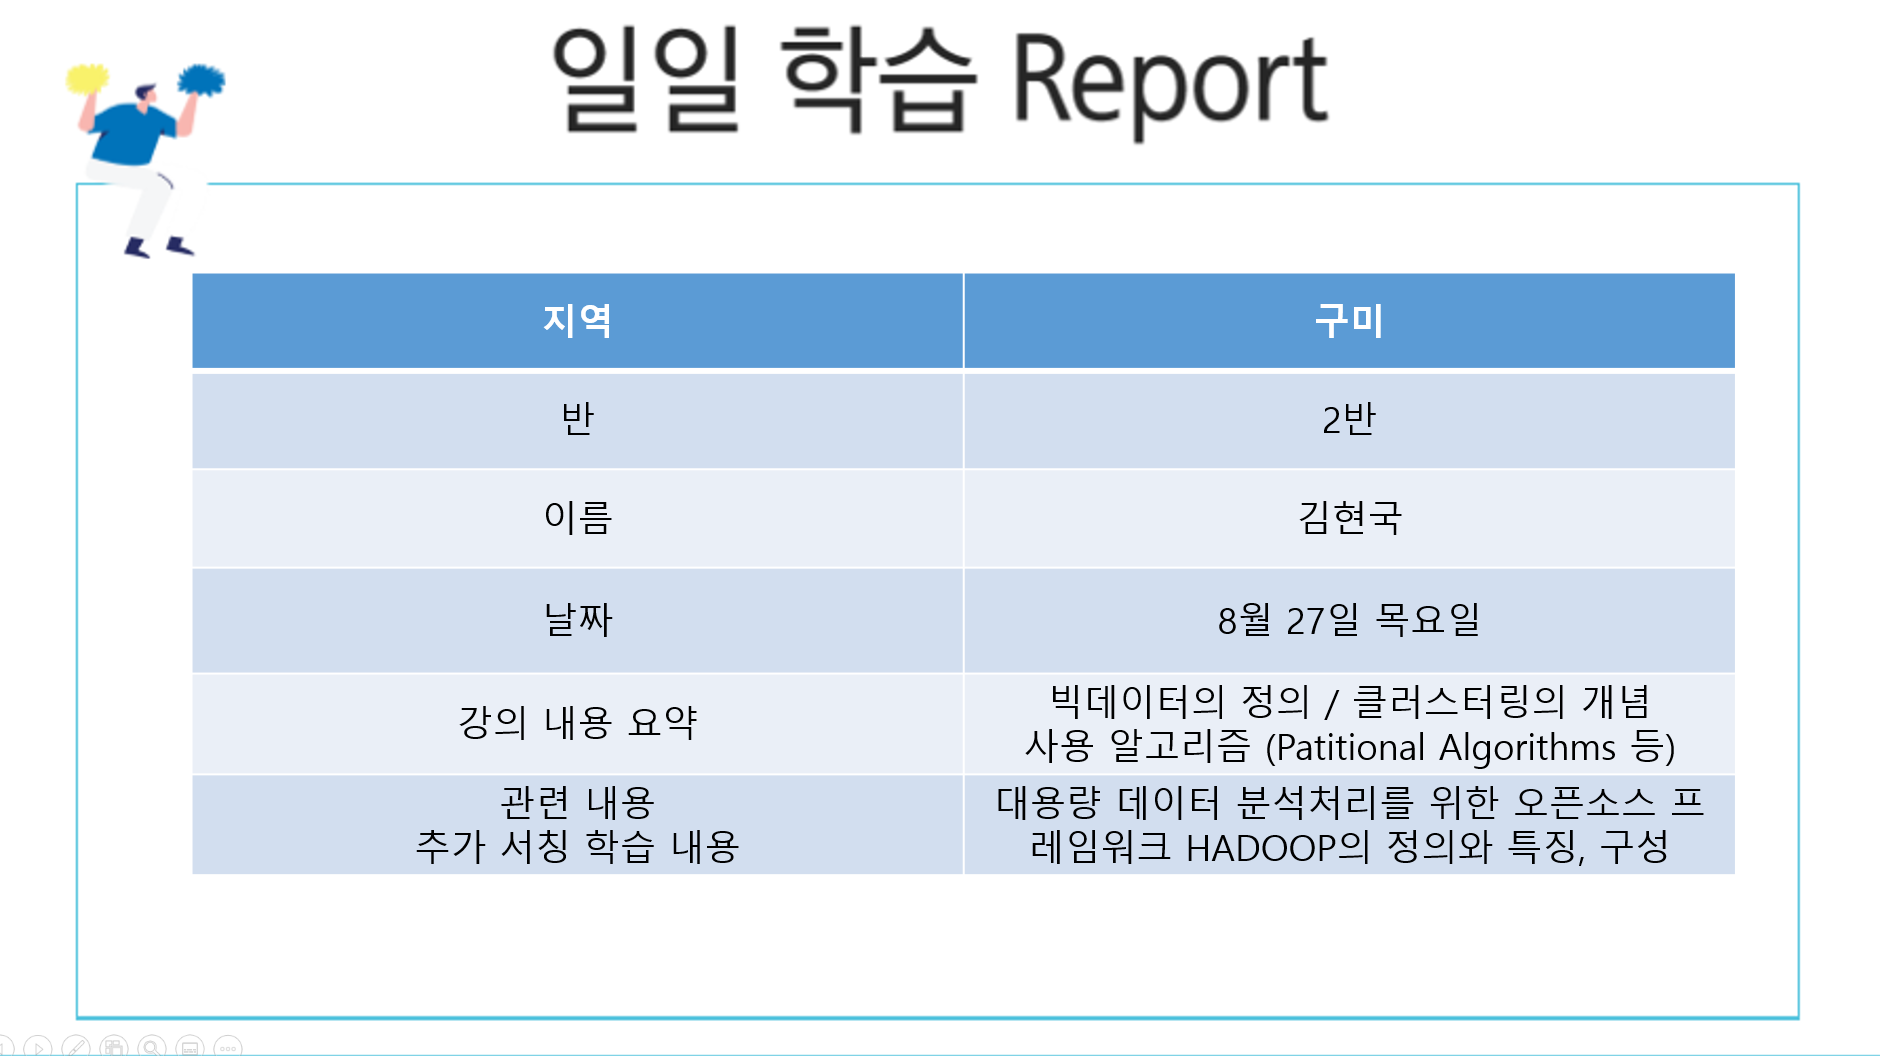 일일 학습 Report
지역 구미
반 2반
이름 김현국
날짜 8월 27일 목요일
강의 내용 요약
빅데이터의 정의 / 클러스터링의 개념
사용 알고리즘 (Patitional Algorithms 등)
관련 내용
추가 서칭 학습 내용
대용량 데이터 분석처리를 위한 오픈소스 프
레임워크 HADOOP의 정의와 특징, 구성